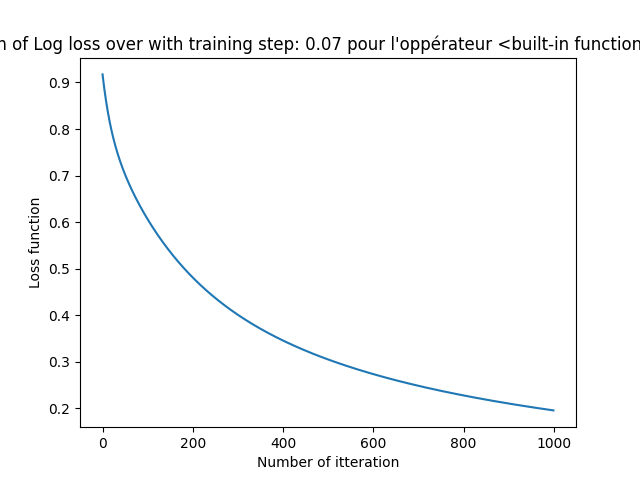 n of Log loss over with training step: 0.07 pour l'oppérateur <built-in function
0.9
0.8
0.7
0.6
0.5
0.4
0.3
0.2
Loss function
0 200 400 600 800 1000
Number of itteration